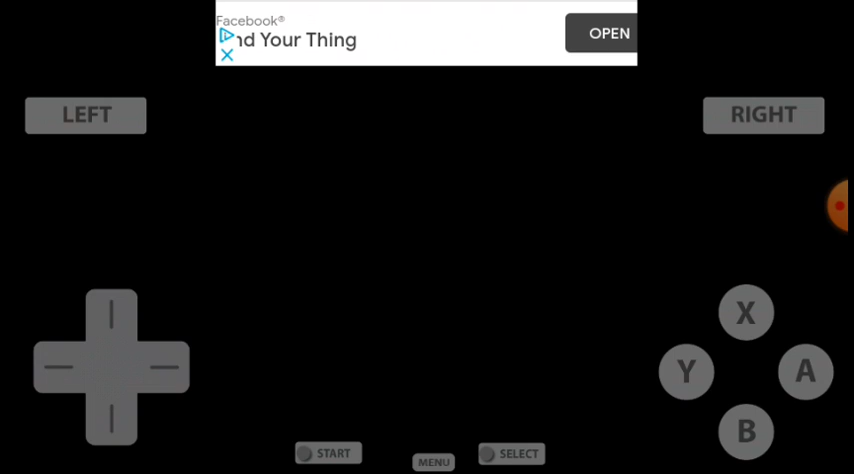 Facebook®
nd Your Thing
OPEN
LEFT
RIGHT
X
Y
A
B
START
SELECT
MENU